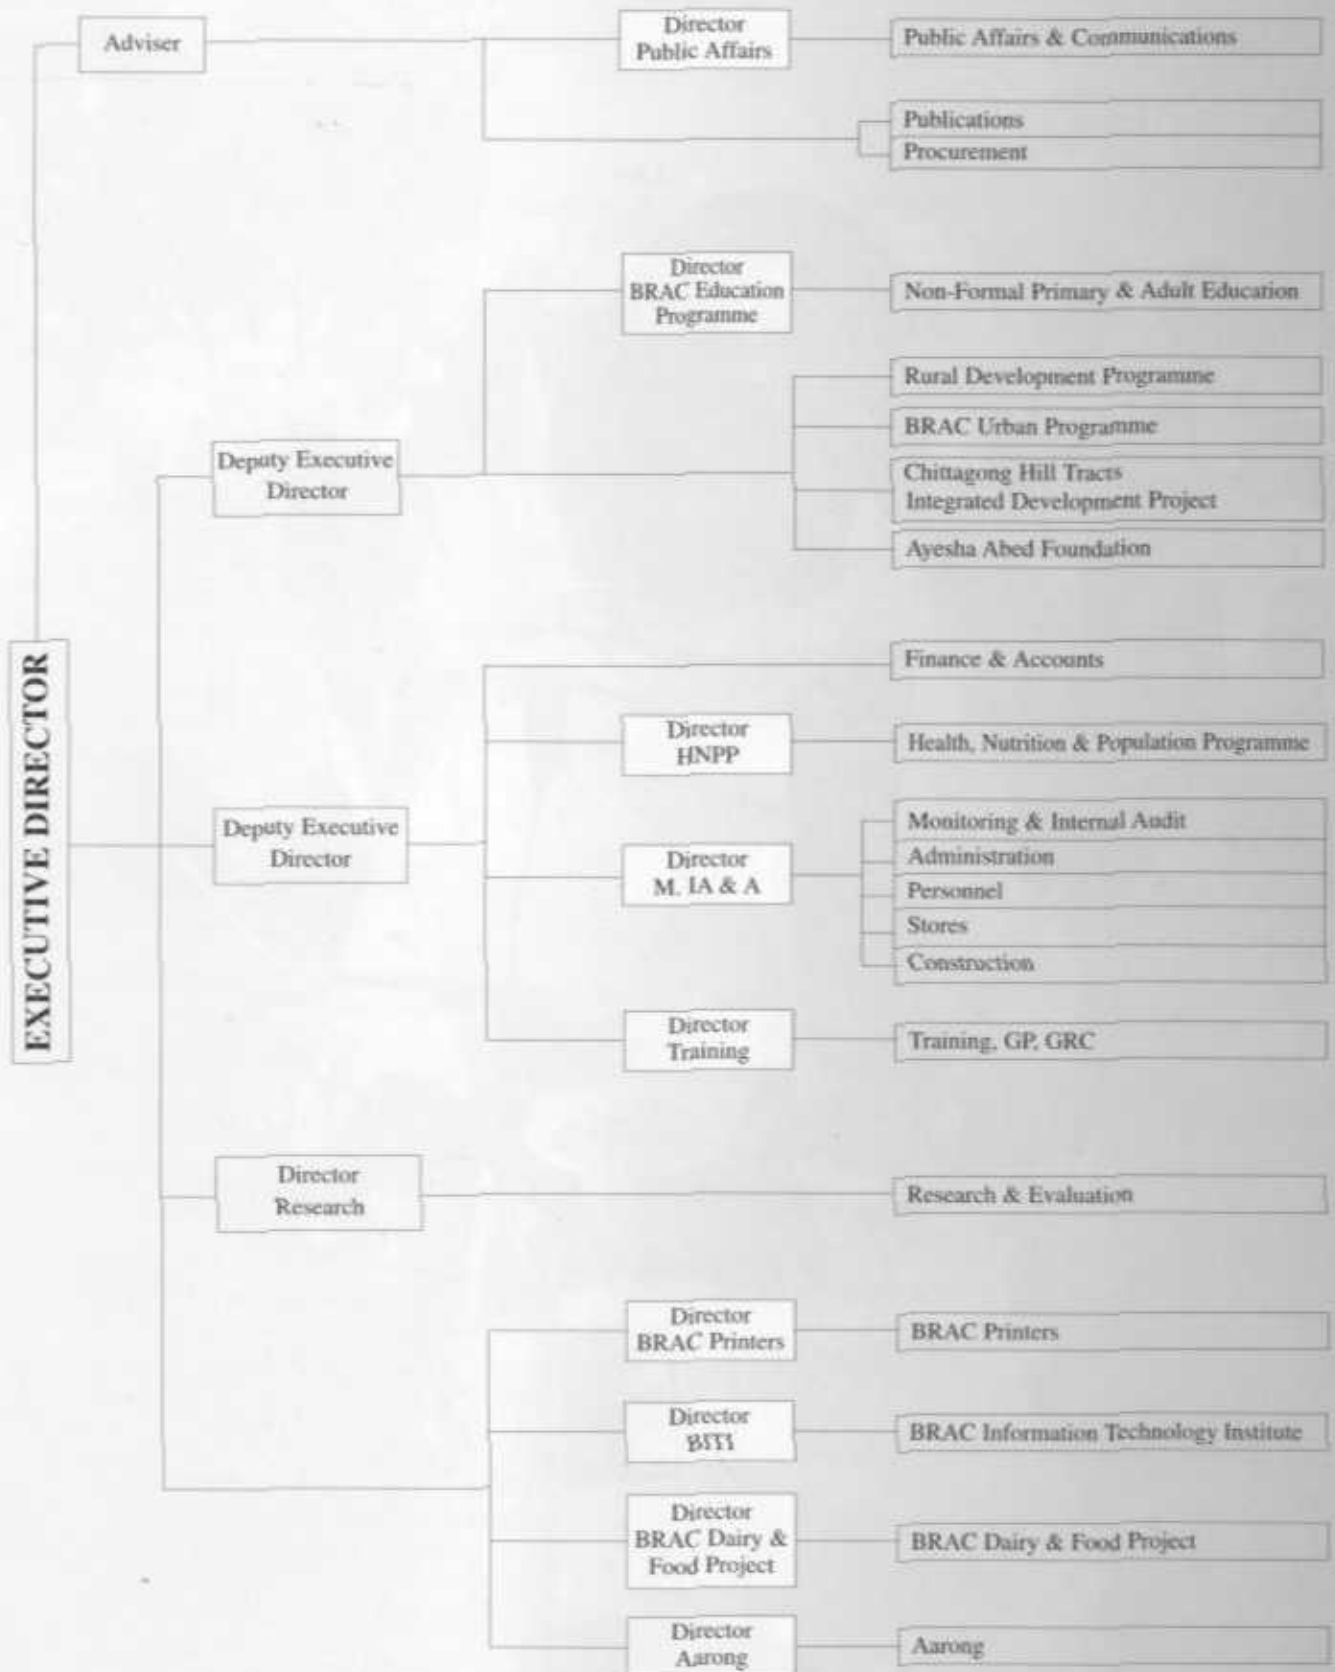 Adviser
Director
Public Affairs
Public Affairs & Communications
Publications
Procurement
Director
BRAC Education
Programme
Non-Formal Primary & Adult Education
Rural Development Programme
BRAC Urban Programme
Deputy Executive
Director
Chittagong Hill Tracts
Integrated Development Project
Ayesha Abed Foundation
EXECUTIVE DIRECTOR
Finance & Accounts
Director
HNPP
Health, Nutrition & Population Programme
Deputy Executive
Director
Director
M. IA & A
Monitoring & Internal Audit
Administration
Personnel
Stores
Construction
Director
Training
Training, GP, GRC
Director
Research
Research & Evaluation
Director
BRAC Printers
BRAC Printers
Director
BITI
BRAC Information Technology Institute
Director
BRAC Dairy &
Food Project
BRAC Dairy & Food Project
Director
Aarong
Aarong